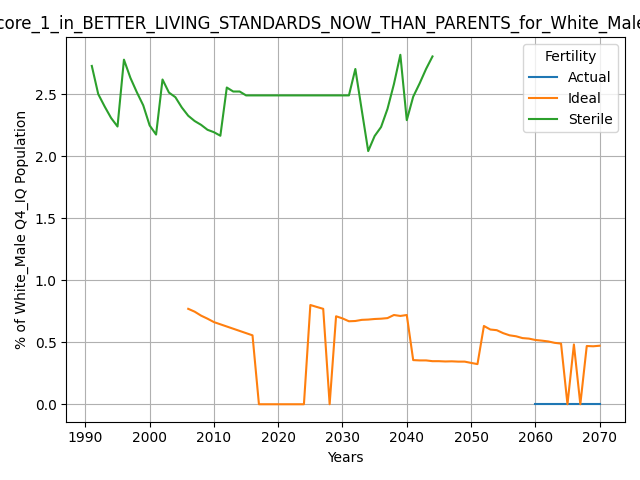 core_1_in_BETTER_LIVING_STANDARDS_NOW_THAN_PARENTS_for_White_Male
Fertility
Actual
Ideal
Sterile
% of White_Male Q4_IQ Population
2.5
2.0
1.5
1.0
0.5
0.0
1990 2000 2010 2020 2030 2040 2050 2060 2070
Years